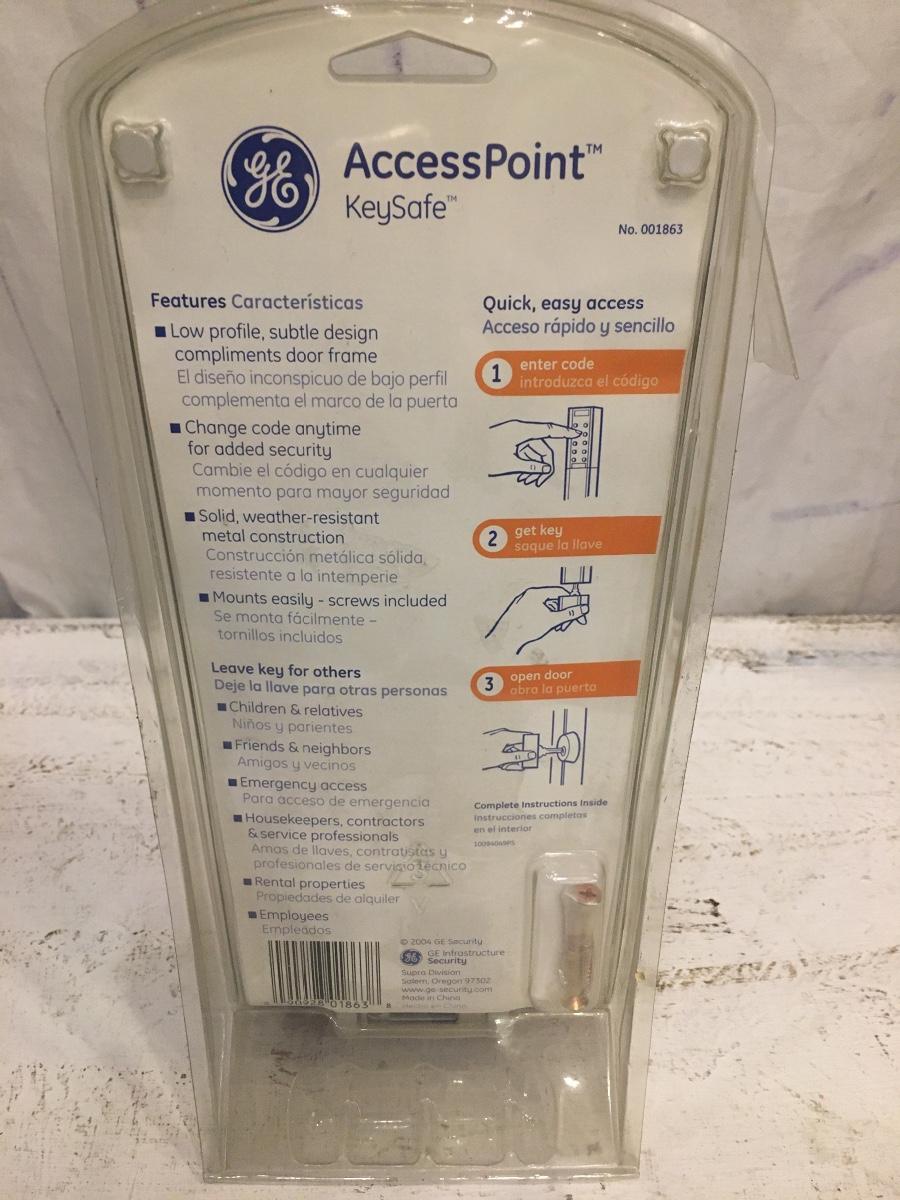 GE
AccessPoint™
KeySafe™
No. 001863
Features Características
■ Low profile, subtle design
compliments door frame
El diseño inconspicuo de bajo perfil
complementa el marco de la puerta
■ Change code anytime
for added security
Cambie el código en cualquier
momento para mayor seguridad
■ Solid, weather-resistant
metal construction
Construcción metálica sólida,
resistente a la intemperie
■ Mounts easily - screws included
Se monta fácilmente –
tornillos incluidos
Leave key for others
Deje la llave para otras personas
■ Children & relatives
Niños y parientes
■ Friends & neighbors
Amigos y vecinos
■ Emergency access
Para acceso de emergencia
■ Housekeepers, contractors
& service professionals
Amas de llaves, contratistas y
profesionales de servicio técnico
■ Rental properties
Propiedades de alquiler
■ Employees
Empleados
Quick, easy access
Acceso rápido y sencillo
1 enter code
introduzca el código
2 get key
saque la llave
3 open door
abra la puerta
Complete Instructions Inside
Instrucciones completas
en el interior
© 2004 GE Security
GE Infrastructure
Security
Supra Division
Salem, Oregon 97302
www.ge-security.com
Made in China
Hecho en China
01863 8